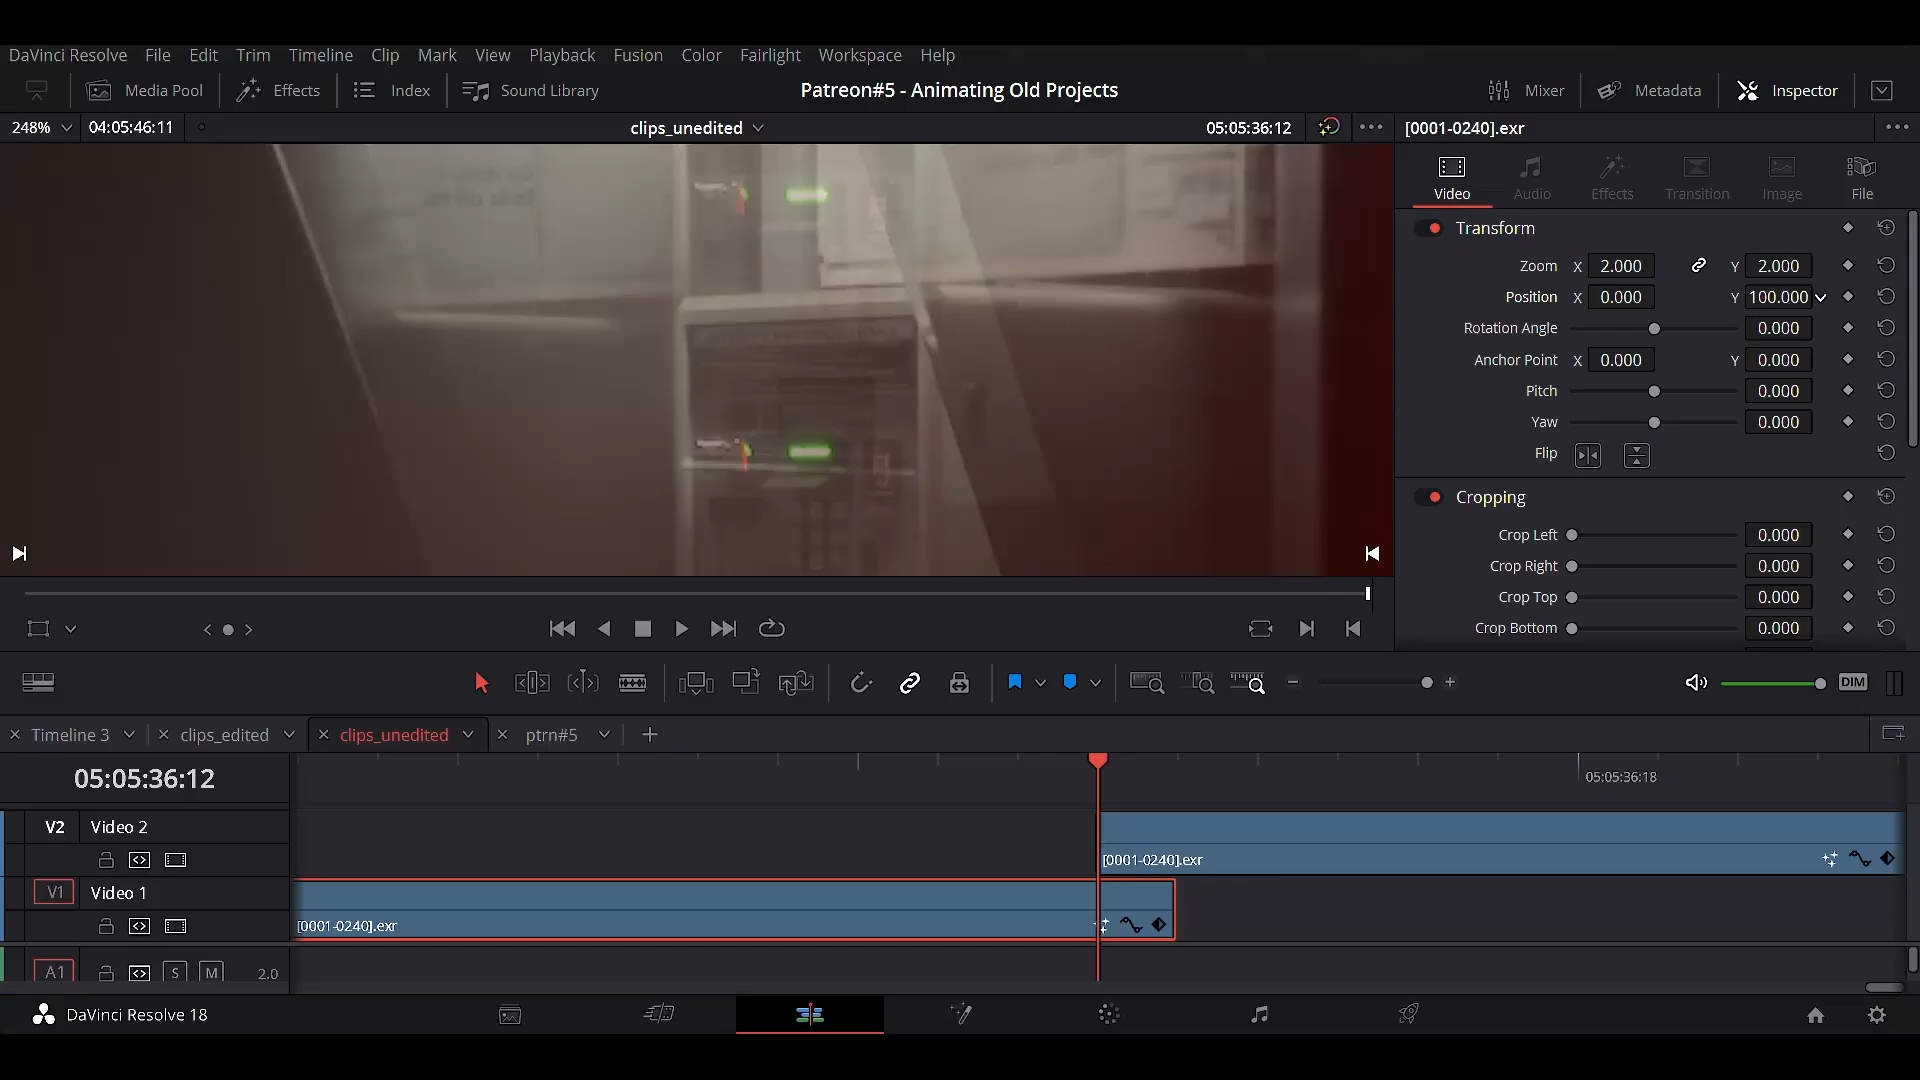 DaVinci Resolve File Edit Trim Timeline Clip Mark View Playback Fusion Color Fairlight Workspace Help
Media Pool Effects Index Sound Library Patreon#5 - Animating Old Projects Mixer Metadata Inspector
248% 04:05:46:11 clips_unedited 05:05:36:12 [0001-0240].exr
Video Audio Effects Transition Image File
Transform
Zoom X 2.000 Y 2.000
Position X 0.000 Y 100.000
Rotation Angle 0.000
Anchor Point X 0.000 Y 0.000
Pitch 0.000
Yaw 0.000
Flip
Cropping
Crop Left 0.000
Crop Right 0.000
Crop Top 0.000
Crop Bottom 0.000
DIM
Timeline 3 clips_edited clips_unedited ptrn#5
05:05:36:12 05:05:36:18
V2 Video 2
[0001-0240].exr
V1 Video 1
[0001-0240].exr
A1 S M 2.0
DaVinci Resolve 18